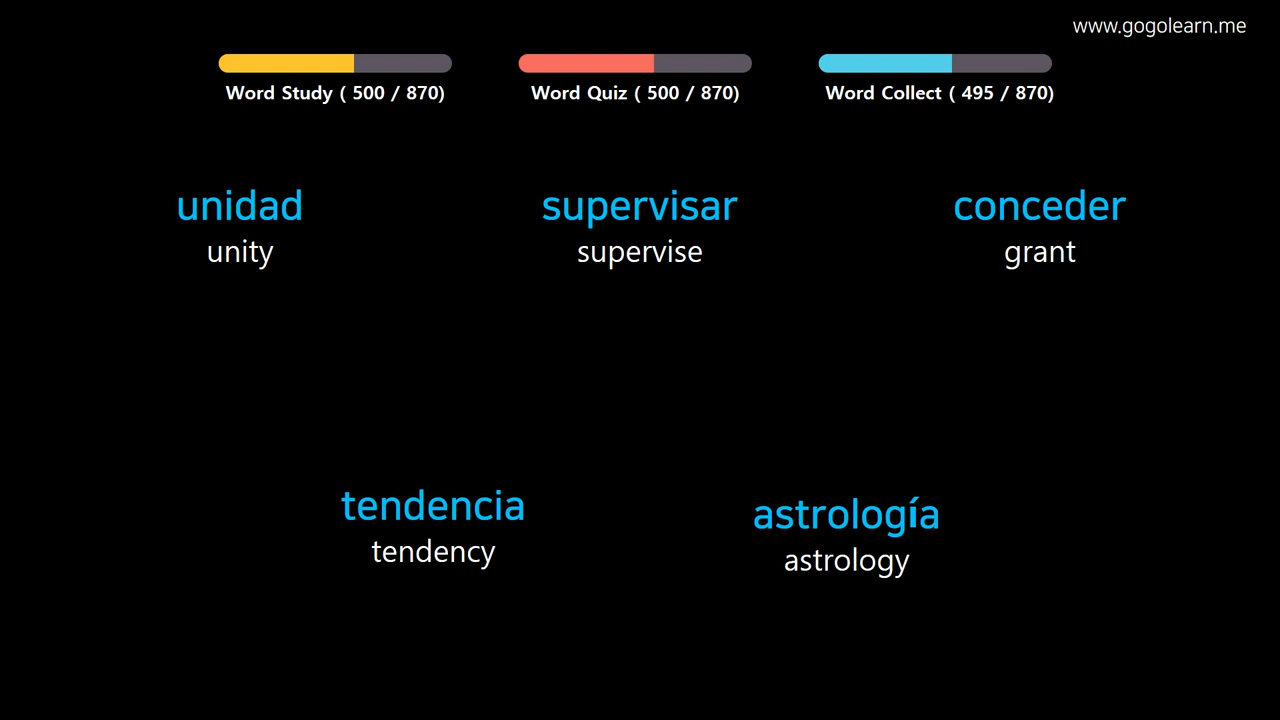 www.gogolearn.me
Word Study ( 500 / 870)
Word Quiz ( 500 / 870)
Word Collect ( 495 / 870)
unidad
unity
supervisar
supervise
conceder
grant
tendencia
tendency
astrología
astrology